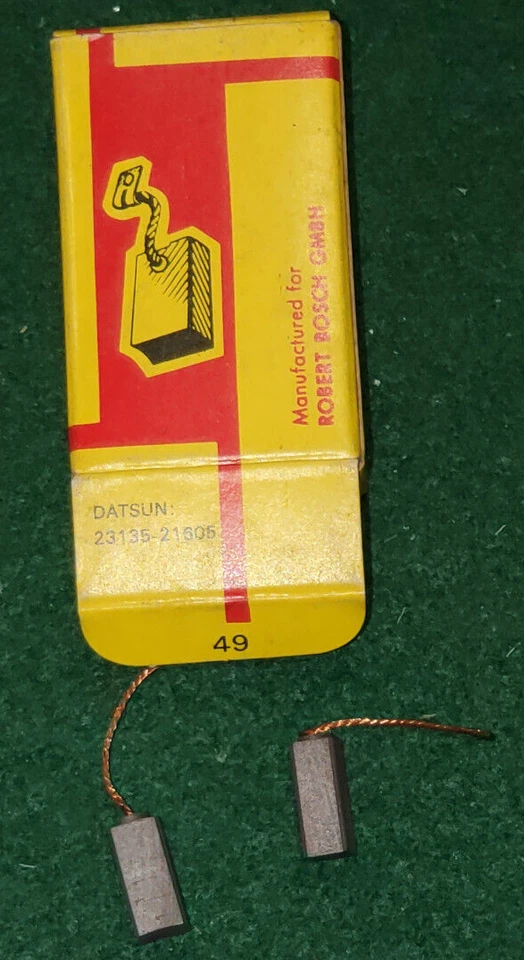 Manufactured for
ROBERT BOSCH GMBH
DATSUN:
23135-21605
49